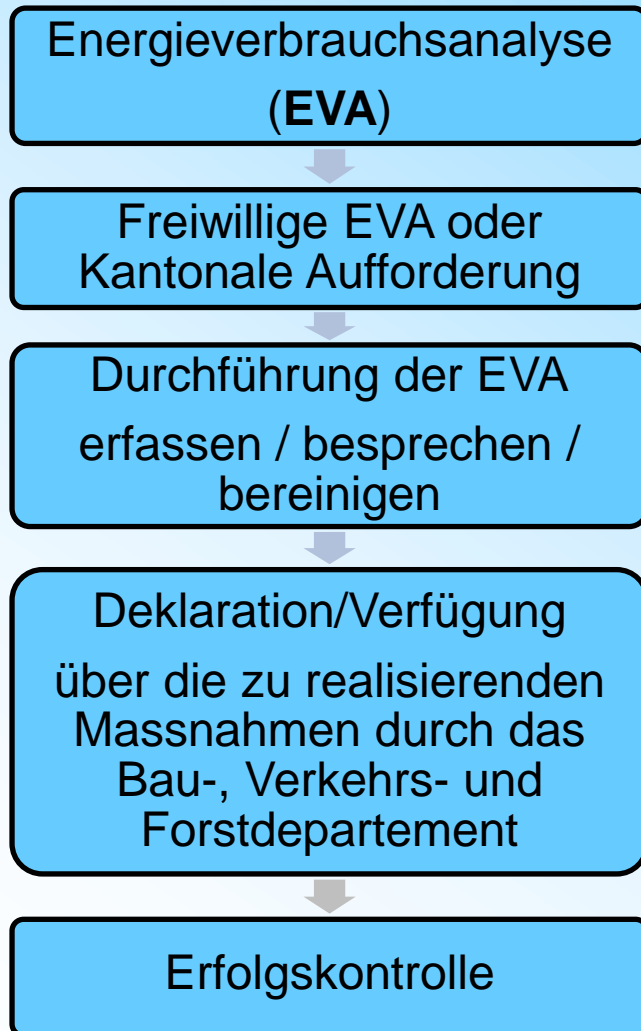 Energieverbrauchsanalyse
(EVA)
Freiwillige EVA oder
Kantonale Aufforderung
Durchführung der EVA
erfassen / besprechen /
bereinigen
Deklaration/Verfügung
über die zu realisierenden
Massnahmen durch das
Bau-, Verkehrs- und
Forstdepartement
Erfolgskontrolle